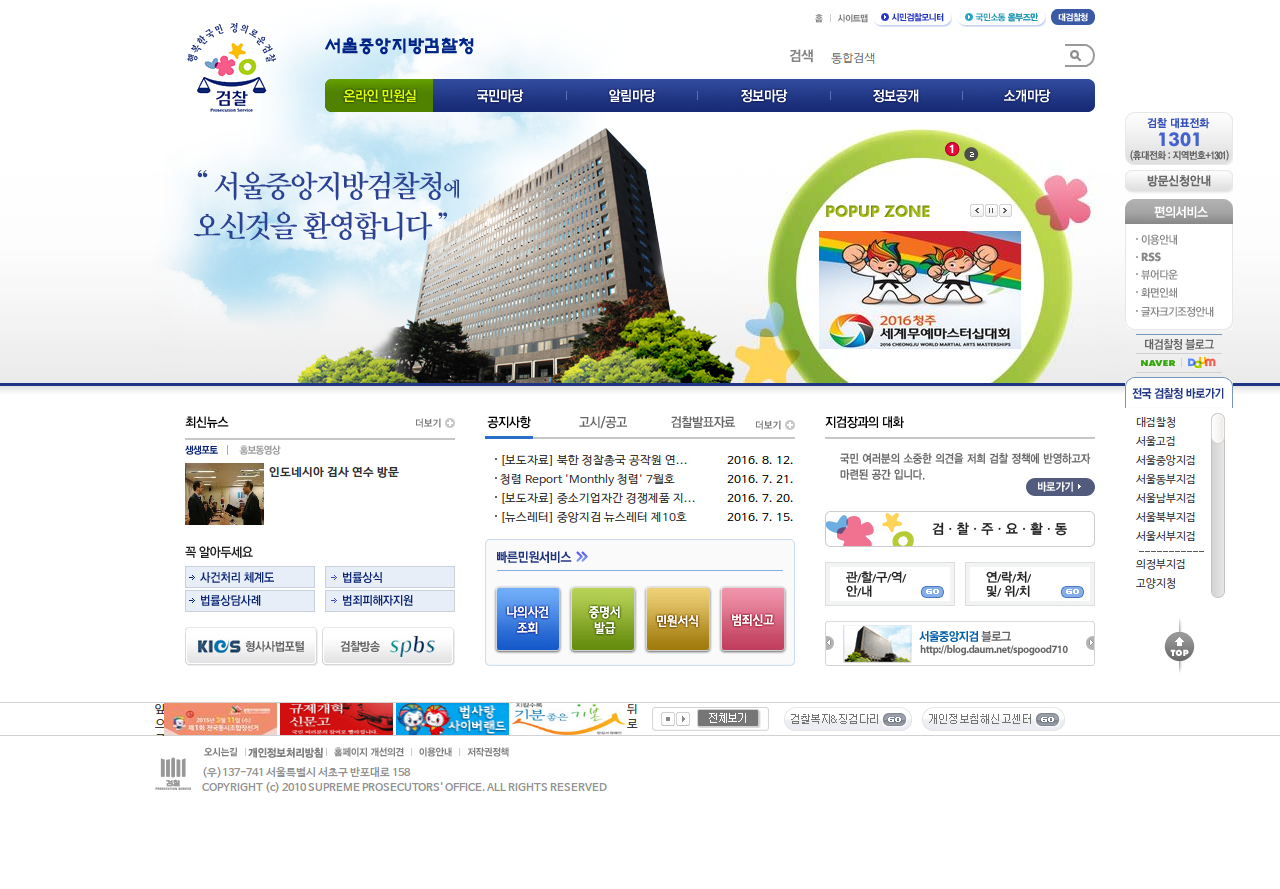 홈 | 사이트맵 시민검찰모니터 국민소통 옴부즈만 대검찰청
행복한국민 정의로운검찰
검찰
Prosecution Service
서울중앙지방검찰청
검색 통합검색
온라인 민원실 국민마당 알림마당 정보마당 정보공개 소개마당
“ 서울중앙지방검찰청에
오신것을 환영합니다 ”
1 2
POPUP ZONE
2016 청주
세계무예마스터십대회
2016 CHEONGJU WORLD MARTIAL ARTS MASTERSHIPS
검찰 대표전화
1301
(휴대전화 : 지역번호+1301)
방문신청안내
편의서비스
· 이용안내
· RSS
· 뷰어다운
· 화면인쇄
· 글자크기조정안내
대검찰청 블로그
NAVER | Daum
전국 검찰청 바로가기
대검찰청
서울고검
서울중앙지검
서울동부지검
서울남부지검
서울북부지검
서울서부지검
------------
의정부지검
고양지청
TOP
최신뉴스 더보기
생생포토 | 홍보동영상
인도네시아 검사 연수 방문
꼭 알아두세요
사건처리 체계도 법률상식
법률상담사례 범죄피해자지원
KICS 형사사법포털 검찰방송 spbs
공지사항 고시/공고 검찰발표자료 더보기
· [보도자료] 북한 정찰총국 공작원 연... 2016. 8. 12.
· 청렴 Report 'Monthly 청렴' 7월호 2016. 7. 21.
· [보도자료] 중소기업자간 경쟁제품 지... 2016. 7. 20.
· [뉴스레터] 중앙지검 뉴스레터 제10호 2016. 7. 15.
빠른민원서비스
나의사건 조회
증명서 발급
민원서식
범죄신고
지검장과의 대화
국민 여러분의 소중한 의견을 저희 검찰 정책에 반영하고자
마련된 공간 입니다.
바로가기
검·찰·주·요·활·동
관/할/구/역/
안/내 GO
연/락/처/
및/ 위/치 GO
서울중앙지검 블로그
http://blog.daum.net/spogood710
앞
으
2015년 3월 11일 (수)
제1회 전국동시조합장선거
규제개혁
신문고
법사랑
사이버랜드
기분 좋은 기본
뒤
로
전체보기
검찰복지&징검다리 GO
개인정보침해신고센터 GO
오시는길 | 개인정보처리방침 | 홈페이지 개선의견 | 이용안내 | 저작권정책
검찰
PROSECUTION SERVICE
(우)137-741 서울특별시 서초구 반포대로 158
COPYRIGHT (c) 2010 SUPREME PROSECUTORS' OFFICE. ALL RIGHTS RESERVED